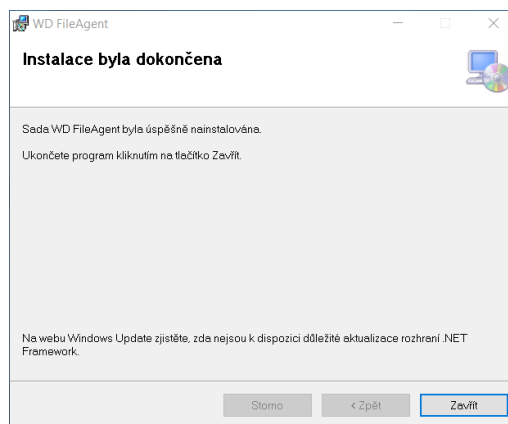 WD FileAgent
Instalace byla dokončena
Sada WD FileAgent byla úspěšně nainstalována.
Ukončete program kliknutím na tlačítko Zavřít.
Na webu Windows Update zjistěte, zda nejsou k dispozici důležité aktualizace rozhraní .NET
Framework.
Storno
< Zpět
Zavřít